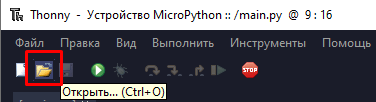 Thonny - Устройство MicroPython :: /main.py @ 9 : 16
Файл Правка Вид Выполнить Инструменты Помощь
STOP
Открыть... (Ctrl+O)